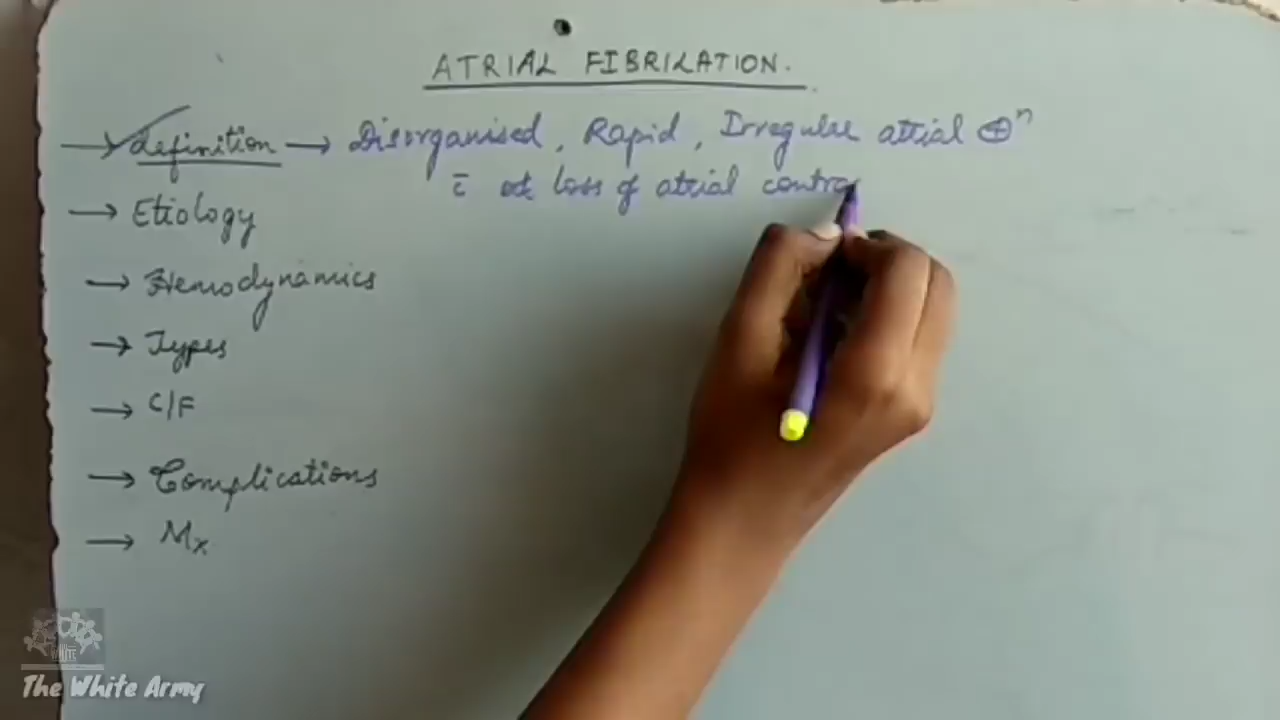 ATRIAL FIBRILATION.
→ definition → Disorganised, Rapid, Irregular atrial ⊕ⁿ
c̄ loss of atrial contra
→ Etiology
→ Hemodynamics
→ Types
→ C/F
→ Complications
→ Mx
WHITE
The White Army